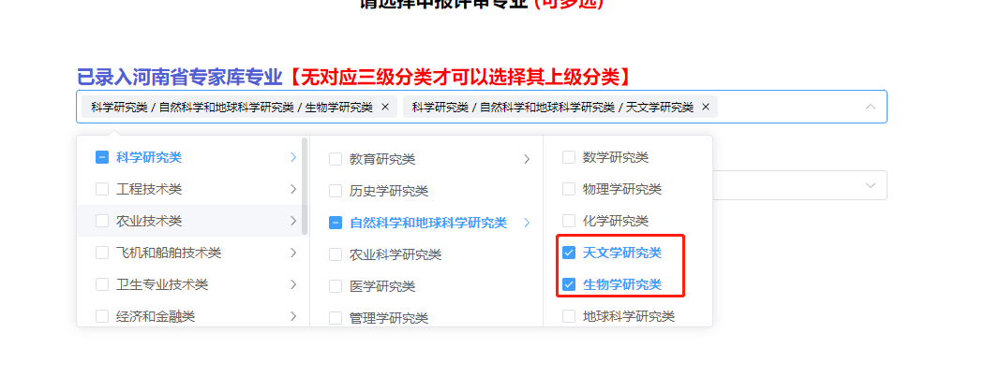 请选择申报评审专业 (可多选)
已录入河南省专家库专业【无对应三级分类才可以选择其上级分类】
科学研究类 / 自然科学和地球科学研究类 / 生物学研究类 × 科学研究类 / 自然科学和地球科学研究类 / 天文学研究类 ×
科学研究类
工程技术类
农业技术类
飞机和船舶技术类
卫生专业技术类
经济和金融类
教育研究类
历史学研究类
自然科学和地球科学研究类
农业科学研究类
医学研究类
管理学研究类
数学研究类
物理学研究类
化学研究类
天文学研究类
生物学研究类
地球科学研究类